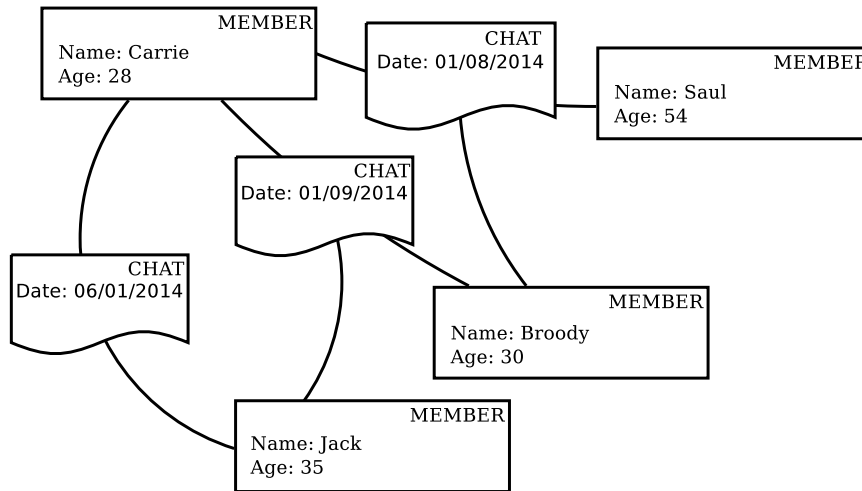 MEMBER
Name: Carrie
Age: 28
CHAT
Date: 01/08/2014
MEMBER
Name: Saul
Age: 54
CHAT
Date: 01/09/2014
CHAT
Date: 06/01/2014
MEMBER
Name: Broody
Age: 30
MEMBER
Name: Jack
Age: 35